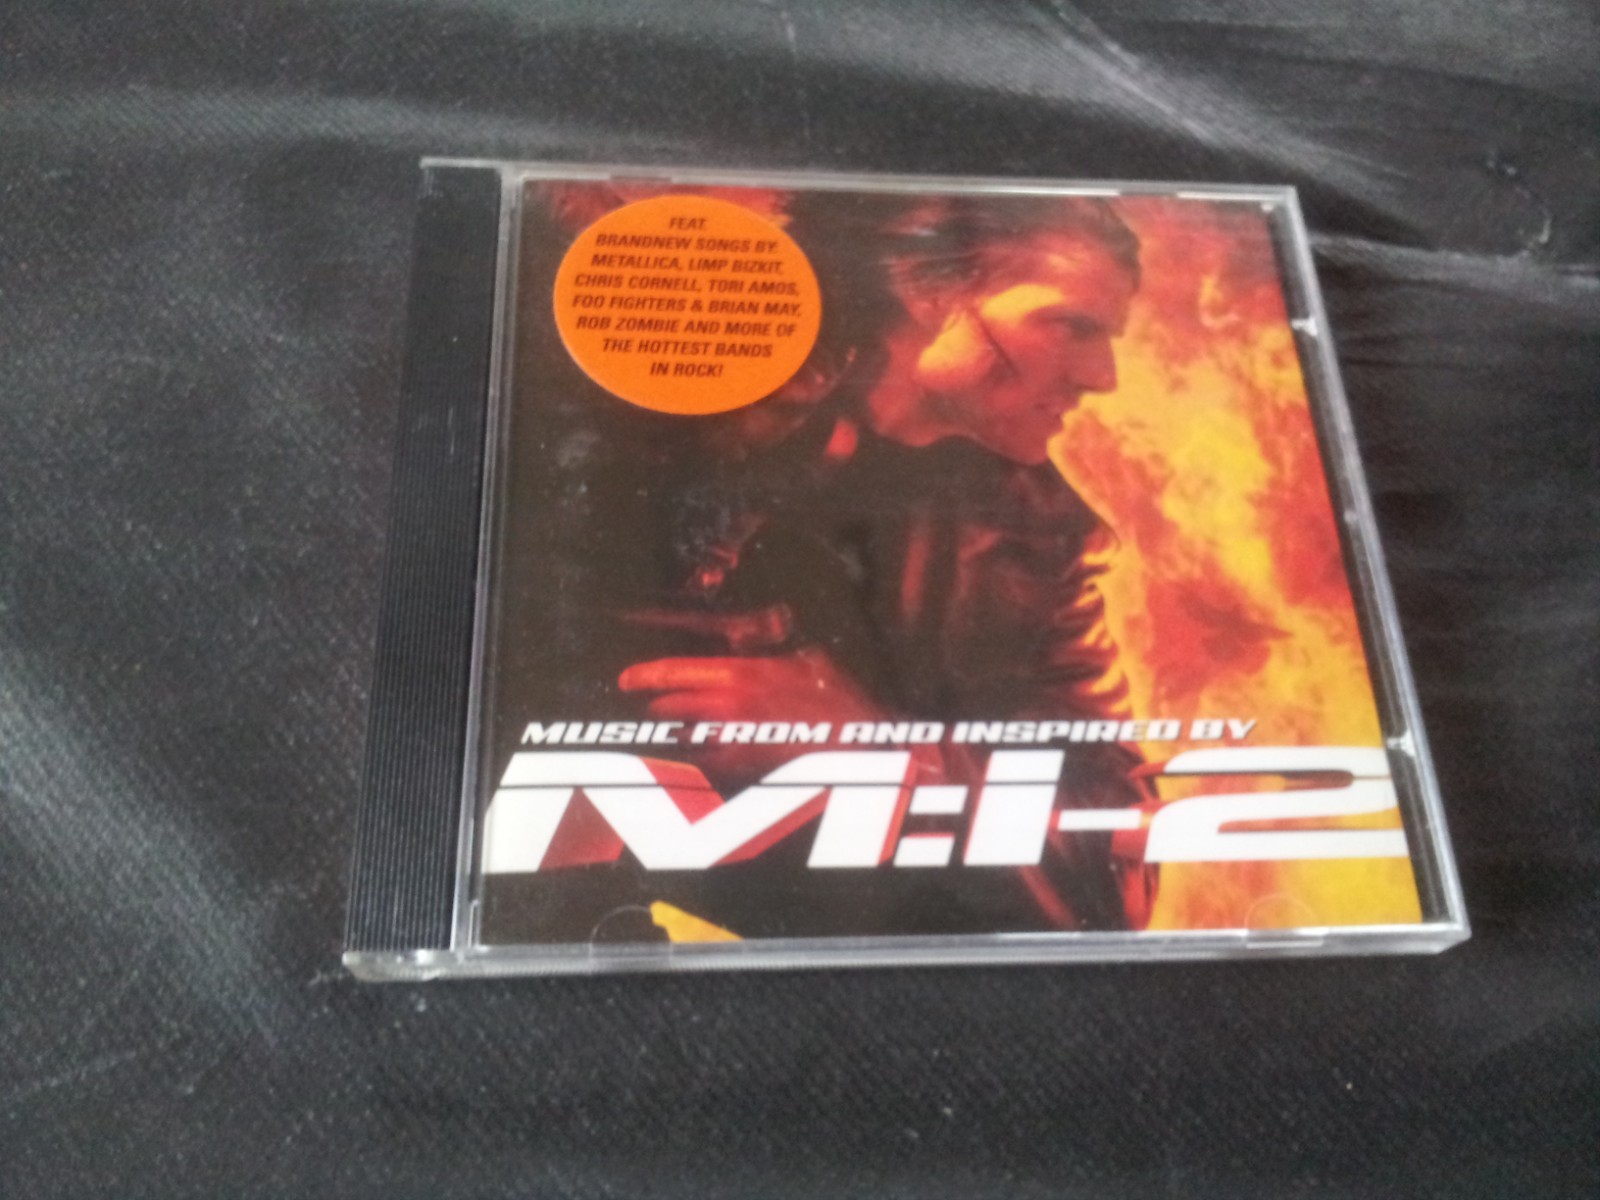 FEAT.
BRANDNEW SONGS BY:
METALLICA, LIMP BIZKIT,
CHRIS CORNELL, TORI AMOS,
FOO FIGHTERS & BRIAN MAY,
ROB ZOMBIE AND MORE OF
THE HOTTEST BANDS
IN ROCK!
MUSIC FROM AND INSPIRED BY
M:I-2